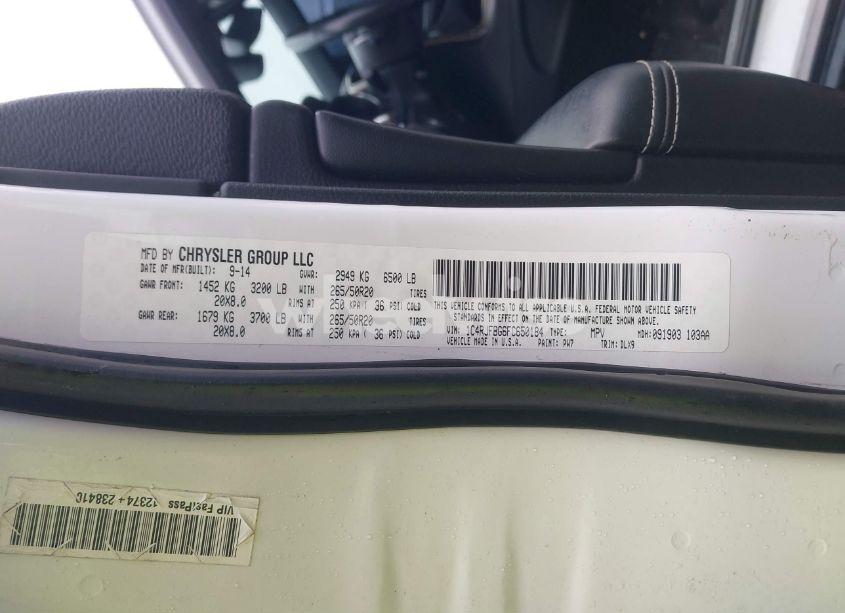 MFD BY CHRYSLER GROUP LLC
DATE OF MFR(BUILT): 9-14 GVWR: 2949 KG 6500 LB
GAWR FRONT: 1452 KG 3200 LB WITH 265/50R20 TIRES
20X8.0 RIMS AT 250 KPA( 36 PSI) COLD
GAWR REAR: 1679 KG 3700 LB WITH 265/50R20 TIRES
20X8.0 RIMS AT 250 KPA ( 36 PSI) COLD
THIS VEHICLE CONFORMS TO ALL APPLICABLE U.S.A. FEDERAL MOTOR VEHICLE SAFETY
STANDARDS IN EFFECT ON THE DATE OF MANUFACTURE SHOWN ABOVE.
VIN: 1C4RJFBG6FC650184 TYPE: MPV MDH:091903 103AA
VEHICLE MADE IN U.S.A. PAINT: PW7 TRIM: DLX9
VIP FastPass 12374+23841C